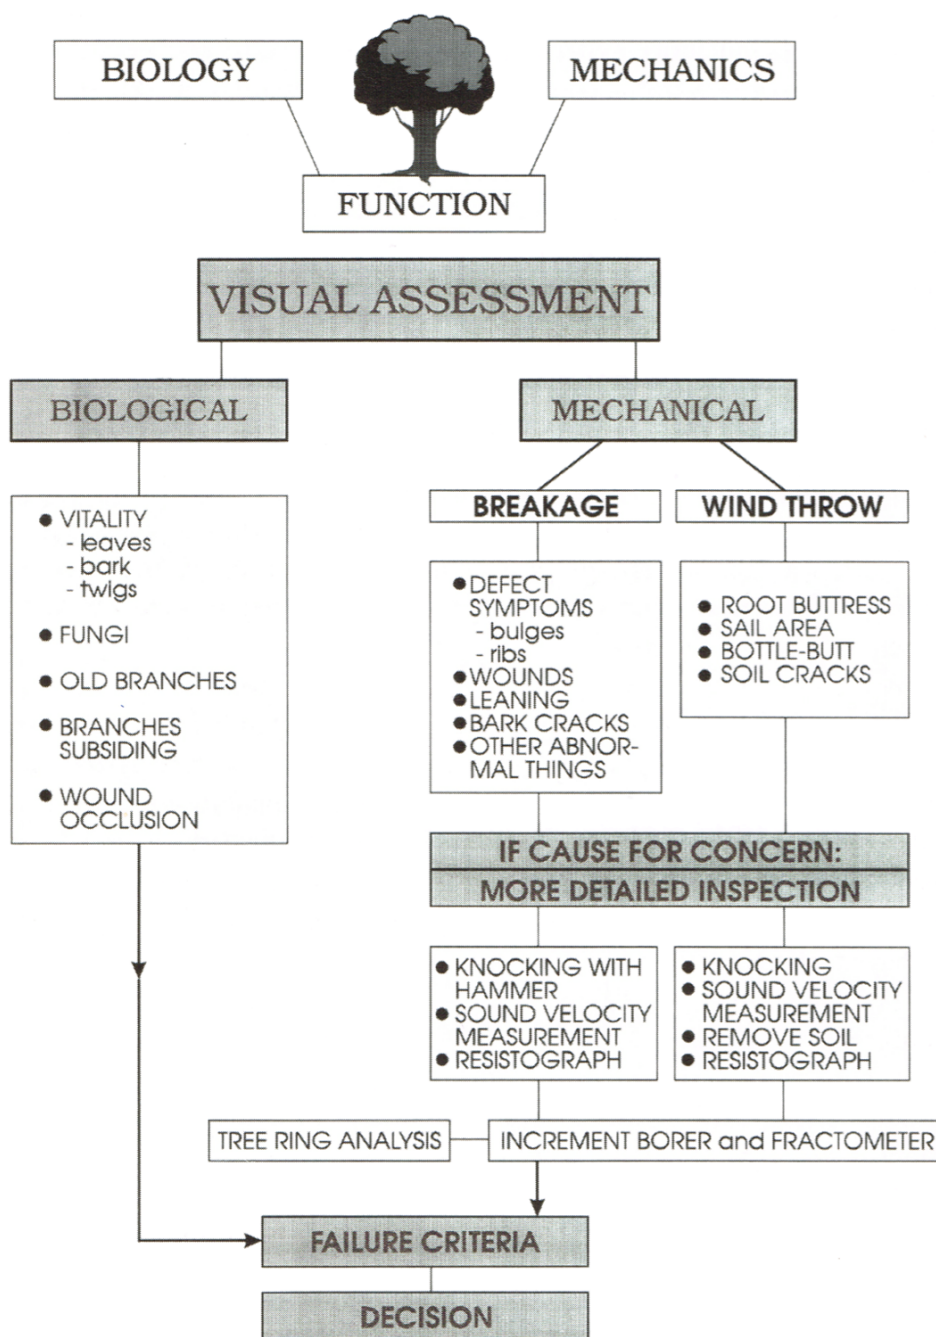 BIOLOGY
MECHANICS
FUNCTION
VISUAL ASSESSMENT
BIOLOGICAL
MECHANICAL
BREAKAGE
WIND THROW
● VITALITY
- leaves
- bark
- twigs
● FUNGI
● OLD BRANCHES
● BRANCHES
SUBSIDING
● WOUND
OCCLUSION
● DEFECT
SYMPTOMS
- bulges
- ribs
● WOUNDS
● LEANING
● BARK CRACKS
● OTHER ABNOR-
MAL THINGS
● ROOT BUTTRESS
● SAIL AREA
● BOTTLE-BUTT
● SOIL CRACKS
IF CAUSE FOR CONCERN:
MORE DETAILED INSPECTION
● KNOCKING WITH
HAMMER
● SOUND VELOCITY
MEASUREMENT
● RESISTOGRAPH
● KNOCKING
● SOUND VELOCITY
MEASUREMENT
● REMOVE SOIL
● RESISTOGRAPH
TREE RING ANALYSIS
INCREMENT BORER and FRACTOMETER
FAILURE CRITERIA
DECISION